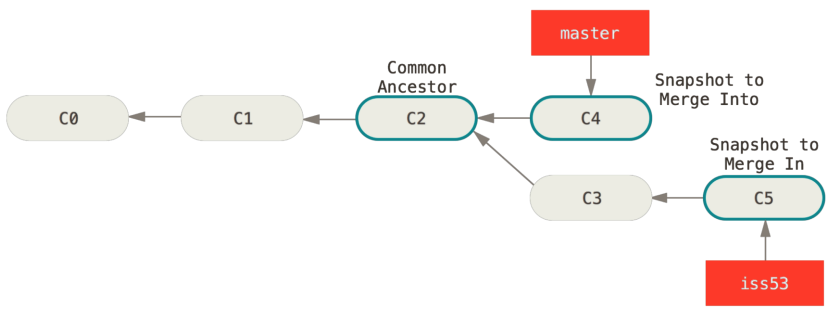 master
Common
Ancestor
Snapshot to
Merge Into
C0
C1
C2
C4
Snapshot to
Merge In
C3
C5
iss53